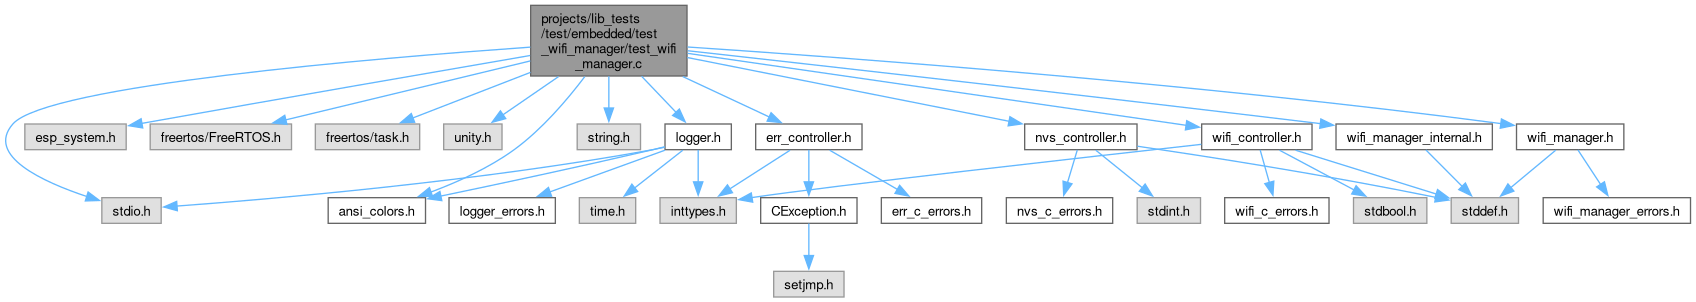 projects/lib_tests
/test/embedded/test
_wifi_manager/test_wifi
_manager.c
esp_system.h
freertos/FreeRTOS.h
freertos/task.h
unity.h
string.h
logger.h
err_controller.h
nvs_controller.h
wifi_controller.h
wifi_manager_internal.h
wifi_manager.h
stdio.h
ansi_colors.h
logger_errors.h
time.h
inttypes.h
CException.h
err_c_errors.h
nvs_c_errors.h
stdint.h
wifi_c_errors.h
stdbool.h
stddef.h
wifi_manager_errors.h
setjmp.h